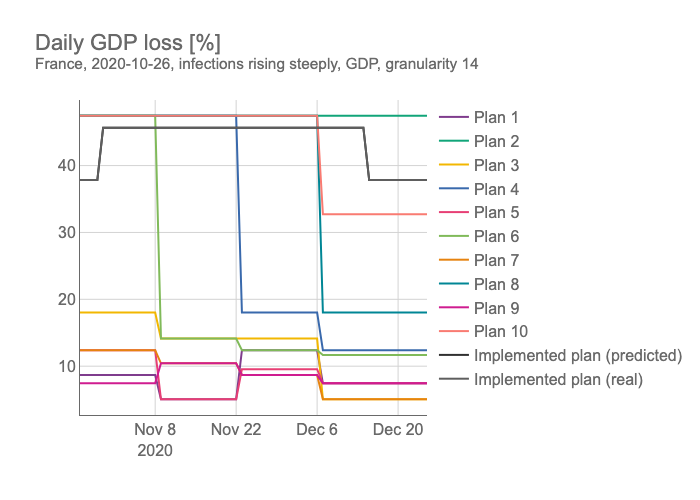 Daily GDP loss [%]
France, 2020-10-26, infections rising steeply, GDP, granularity 14
40
30
20
10
Nov 8
2020
Nov 22
Dec 6
Dec 20
Plan 1
Plan 2
Plan 3
Plan 4
Plan 5
Plan 6
Plan 7
Plan 8
Plan 9
Plan 10
Implemented plan (predicted)
Implemented plan (real)